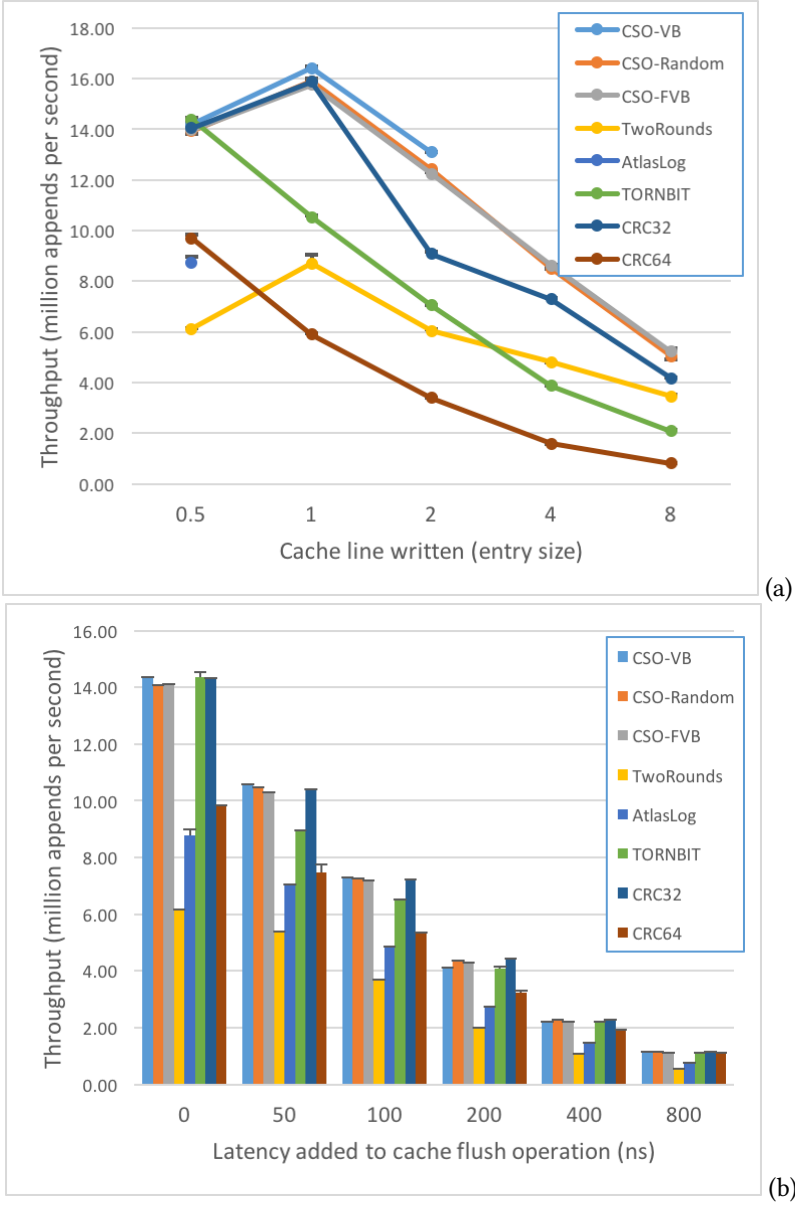 18.00
16.00
14.00
12.00
10.00
8.00
6.00
4.00
2.00
0.00
Throughput (million appends per second)
CSO-VB
CSO-Random
CSO-FVB
TwoRounds
AtlasLog
TORNBIT
CRC32
CRC64
0.5 1 2 4 8
Cache line written (entry size)
(a)
16.00
14.00
12.00
10.00
8.00
6.00
4.00
2.00
0.00
Throughput (million appends per second)
CSO-VB
CSO-Random
CSO-FVB
TwoRounds
AtlasLog
TORNBIT
CRC32
CRC64
0 50 100 200 400 800
Latency added to cache flush operation (ns)
(b)